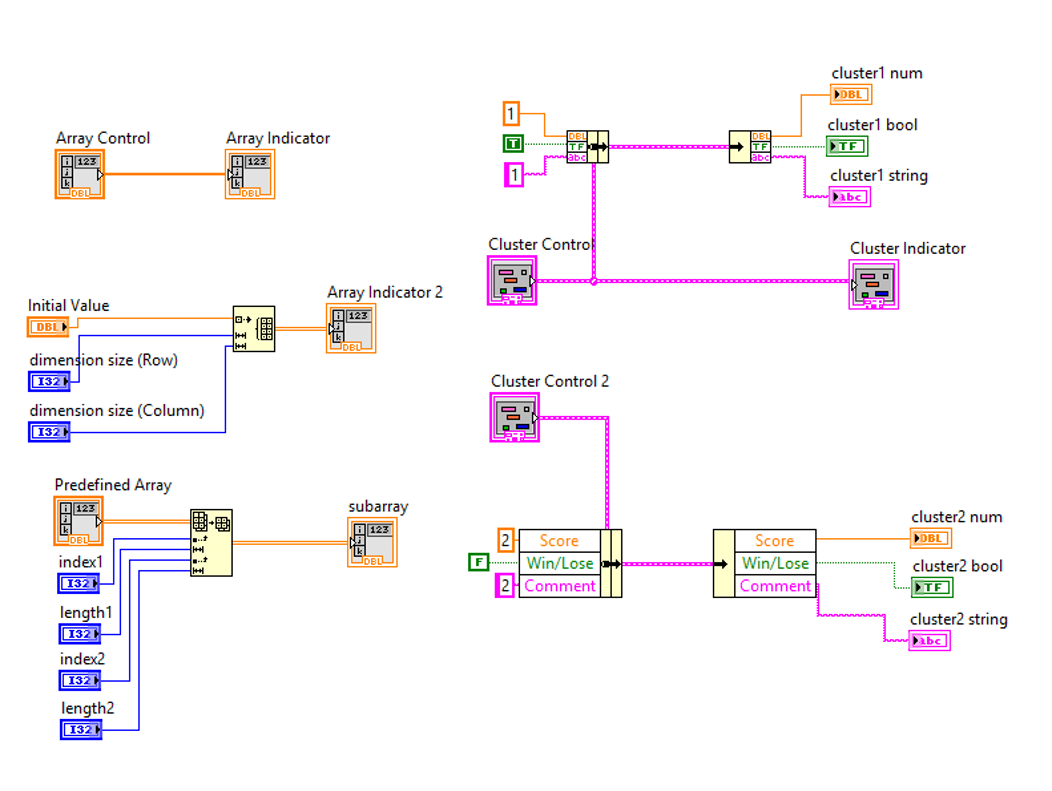 Array Control
i
j
k
123
DBL
Array Indicator
i
j
k
123
DBL
Initial Value
DBL
dimension size (Row)
I32
dimension size (Column)
I32
Array Indicator 2
i
j
k
123
DBL
Predefined Array
i
j
k
123
DBL
index1
I32
length1
I32
index2
I32
length2
I32
subarray
i
j
k
123
DBL
1
T
1
DBL
TF
abc
DBL
TF
abc
cluster1 num
DBL
cluster1 bool
TF
cluster1 string
abc
Cluster Control
Cluster Indicator
Cluster Control 2
2
F
2
Score
Win/Lose
Comment
Score
Win/Lose
Comment
cluster2 num
DBL
cluster2 bool
TF
cluster2 string
abc